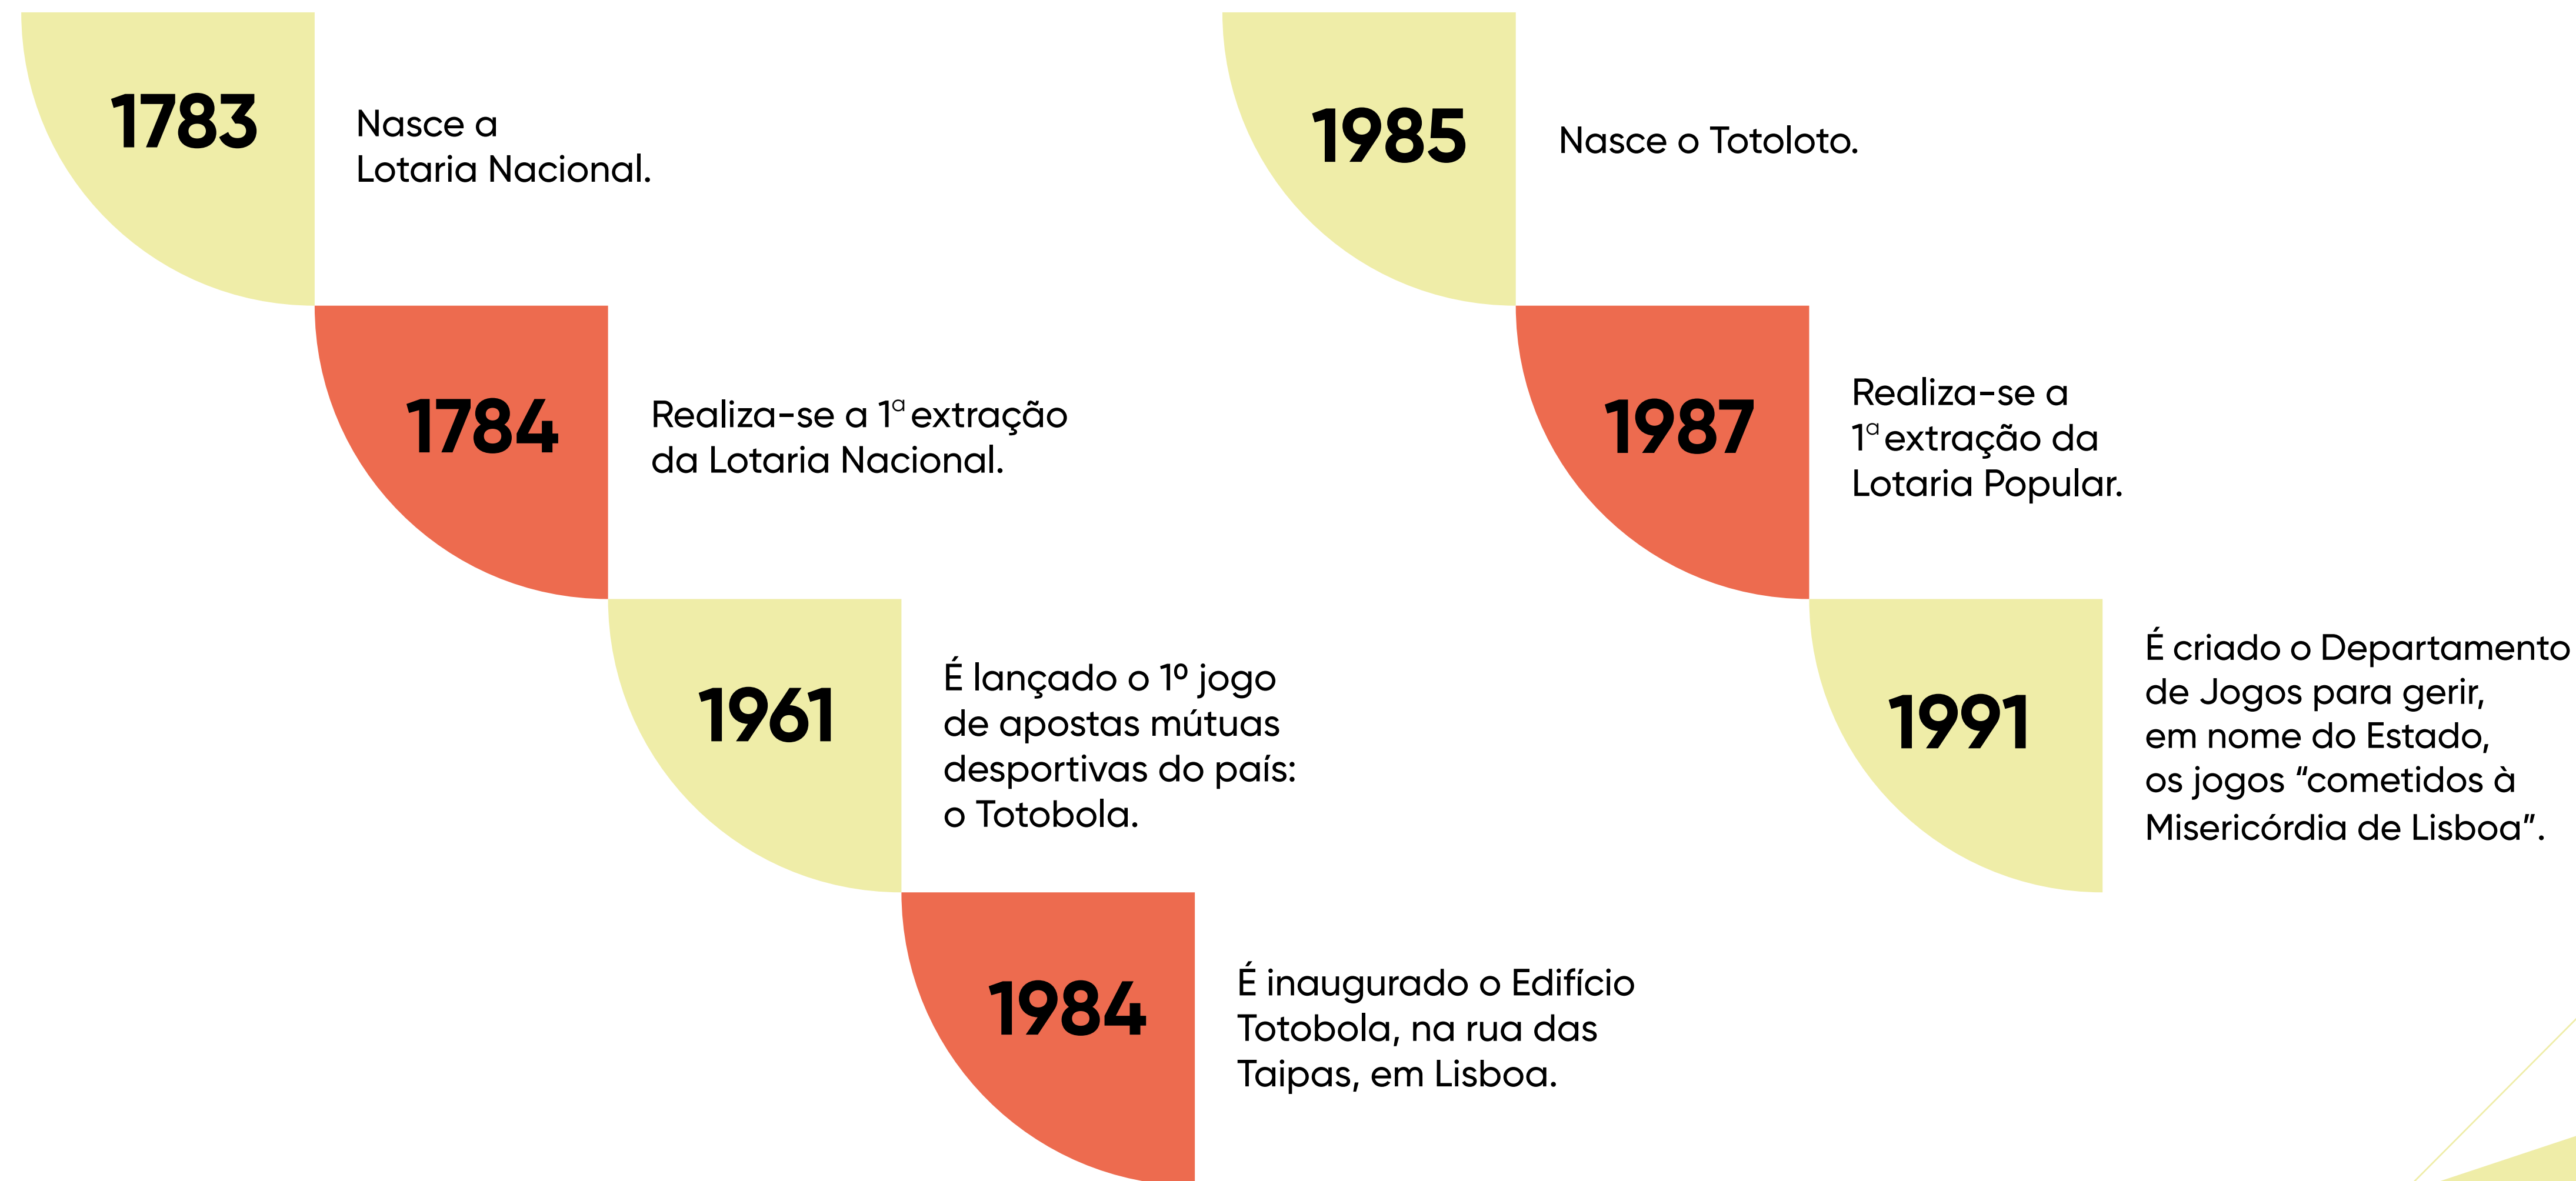 1783
Nasce a
Lotaria Nacional.
1784
Realiza-se a 1ª extração
da Lotaria Nacional.
1961
É lançado o 1º jogo
de apostas mútuas
desportivas do país:
o Totobola.
1984
É inaugurado o Edifício
Totobola, na rua das
Taipas, em Lisboa.
1985
Nasce o Totoloto.
1987
Realiza-se a
1ª extração da
Lotaria Popular.
1991
É criado o Departamento
de Jogos para gerir,
em nome do Estado,
os jogos “cometidos à
Misericórdia de Lisboa”.